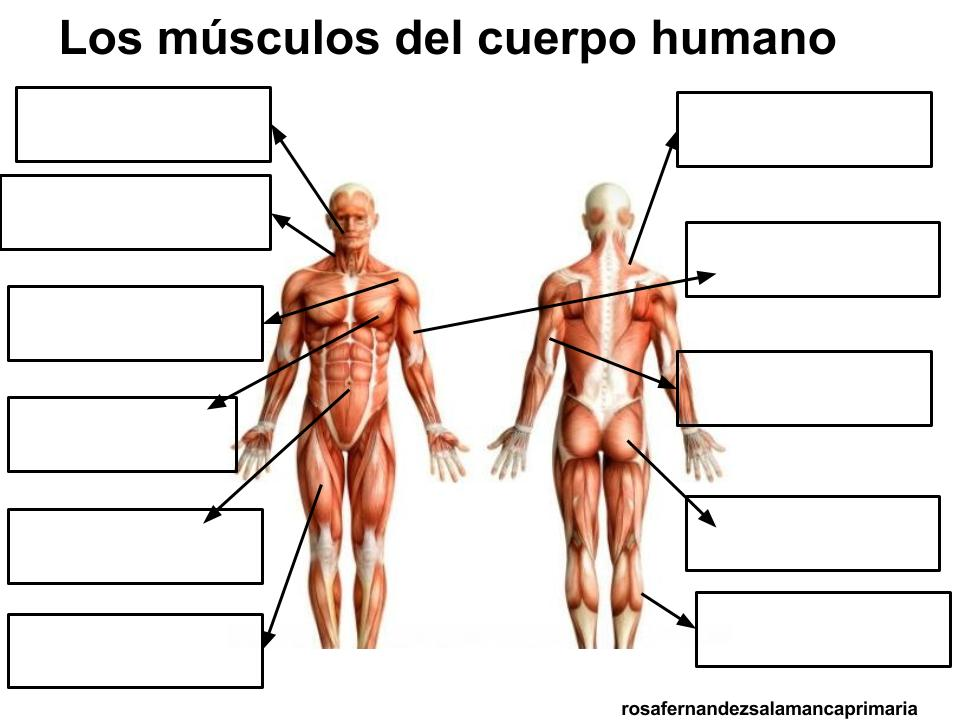 Los músculos del cuerpo humano
rosafernandezsalamancaprimaria